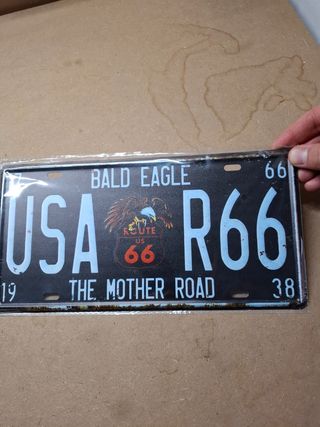 BALD EAGLE 66
USA R66
ROUTE
US
66
19 THE MOTHER ROAD 38